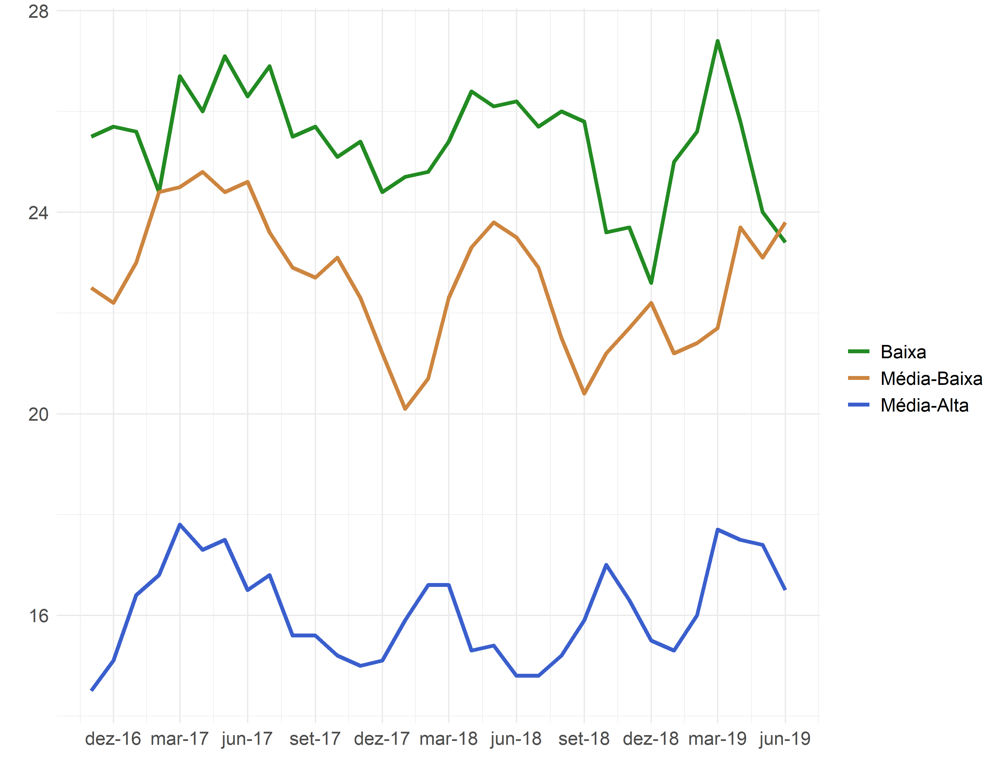 28
24
20
16
dez-16 mar-17 jun-17 set-17 dez-17 mar-18 jun-18 set-18 dez-18 mar-19 jun-19
Baixa
Média-Baixa
Média-Alta